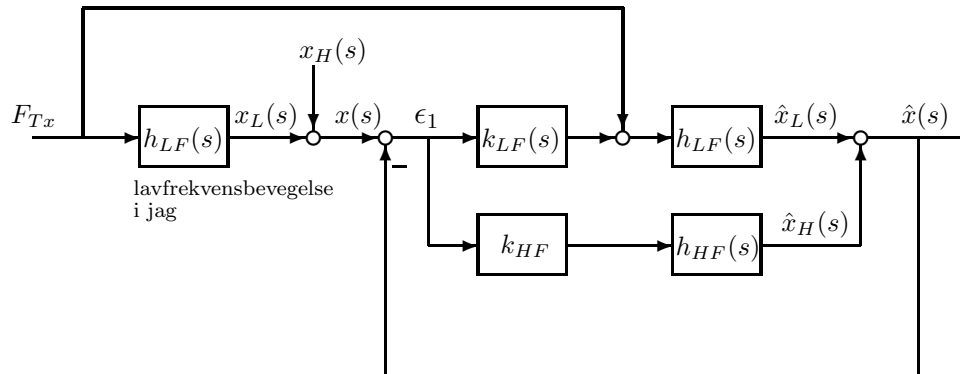 x_H(s)
F_{Tx}
h_{LF}(s)
x_L(s)
x(s)
ϵ_1
k_{LF}(s)
h_{LF}(s)
x̂_L(s)
x̂(s)
−
lavfrekvensbevegelse
i jag
k_{HF}
h_{HF}(s)
x̂_H(s)